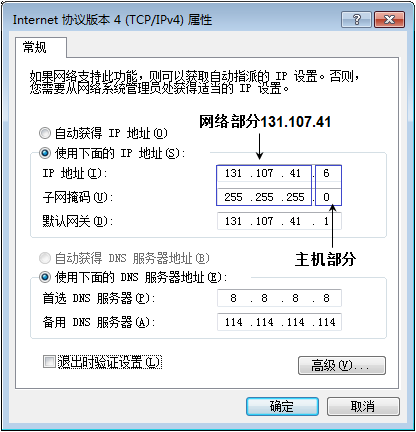 Internet 协议版本 4 (TCP/IPv4) 属性
常规
如果网络支持此功能，则可以获取自动指派的 IP 设置。否则，
您需要从网络系统管理员处获得适当的 IP 设置。
网络部分131.107.41
自动获得 IP 地址(O)
使用下面的 IP 地址(S):
IP 地址(I): 131 . 107 . 41 . 6
子网掩码(U): 255 . 255 . 255 . 0
默认网关(D): 131 . 107 . 41 . 1
主机部分
自动获得 DNS 服务器地址(B)
使用下面的 DNS 服务器地址(E):
首选 DNS 服务器(P): 8 . 8 . 8 . 8
备用 DNS 服务器(A): 114 . 114 . 114 . 114
退出时验证设置(L)
高级(V)...
确定 取消